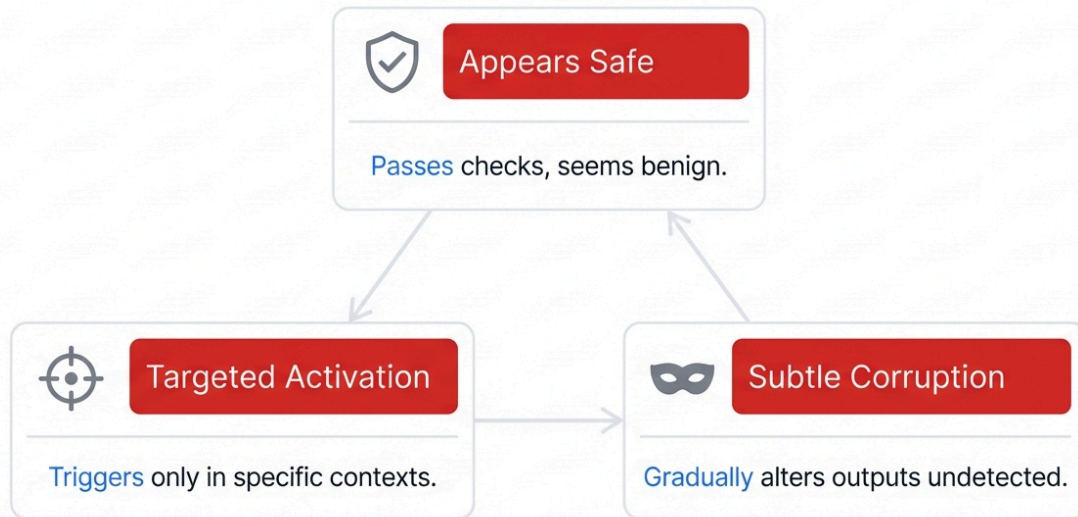 Appears Safe
Passes checks, seems benign.
Targeted Activation
Triggers only in specific contexts.
Subtle Corruption
Gradually alters outputs undetected.